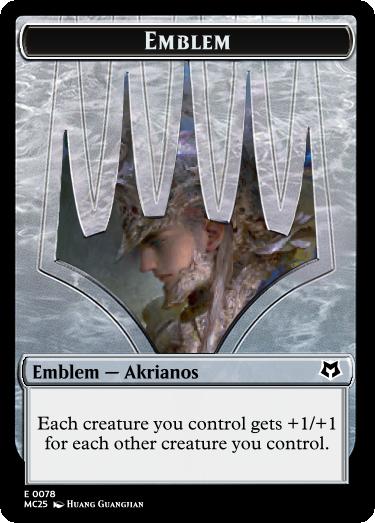 Emblem
Emblem — Akrianos
Each creature you control gets +1/+1
for each other creature you control.
E 0078
MC25 Huang Guangjian